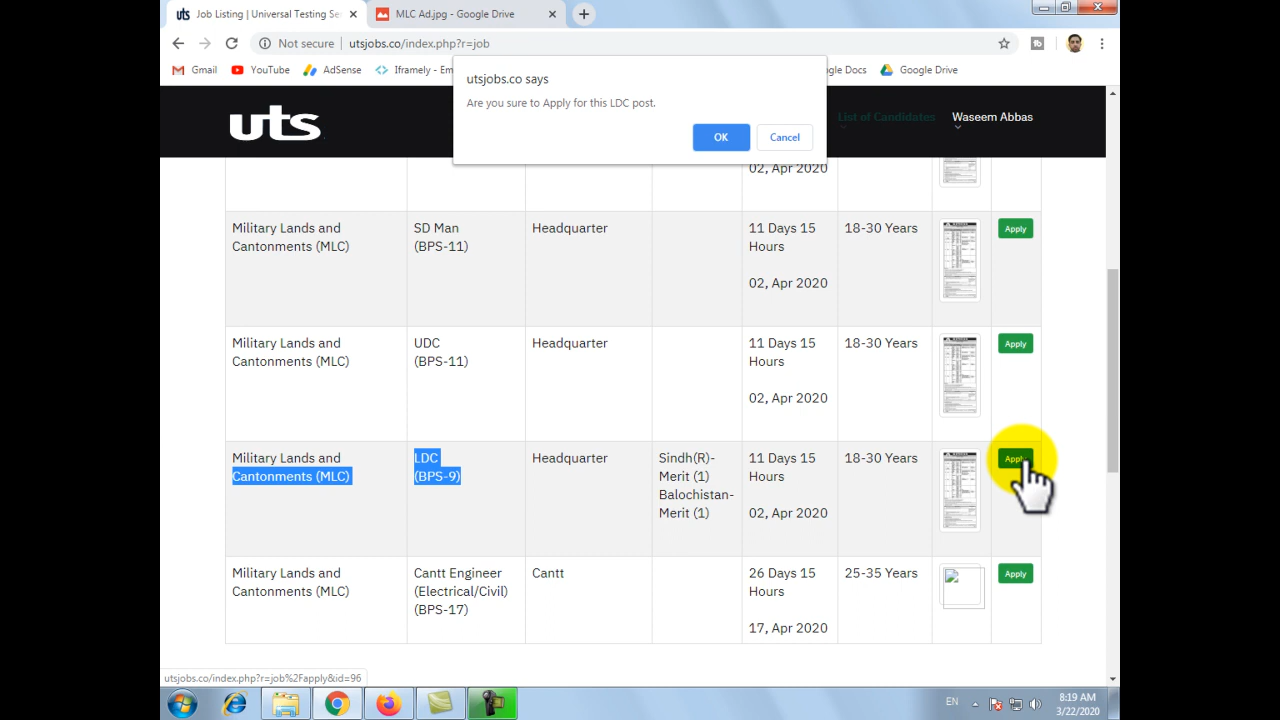 uts Job Listing | Universal Testing Se
MLC Ad.jpg - Google Drive
Not secure | utsjobs.co/index.php?r=job
Gmail YouTube AdSense Iframely - Em gle Docs Google Drive
utsjobs.co says
Are you sure to Apply for this LDC post.
OK Cancel
uts List of Candidates Waseem Abbas
02, Apr 2020
Military Lands and SD Man Headquarter 11 Days 15 18-30 Years Apply
Cantonments (MLC) (BPS-11) Hours
02, Apr 2020
Military Lands and UDC Headquarter 11 Days 15 18-30 Years Apply
Cantonments (MLC) (BPS-11) Hours
02, Apr 2020
Military Lands and LDC Headquarter Sindh(R)- 11 Days 15 18-30 Years Apply
Cantonments (MLC) (BPS-9) Merit (1) Hours
Balochistan-
Merit (1) 02, Apr 2020
Military Lands and Cantt Engineer Cantt 26 Days 15 25-35 Years Apply
Cantonments (MLC) (Electrical/Civil) Hours
(BPS-17)
17, Apr 2020
utsjobs.co/index.php?r=job%2Fapply&id=96
EN 8:19 AM
3/22/2020